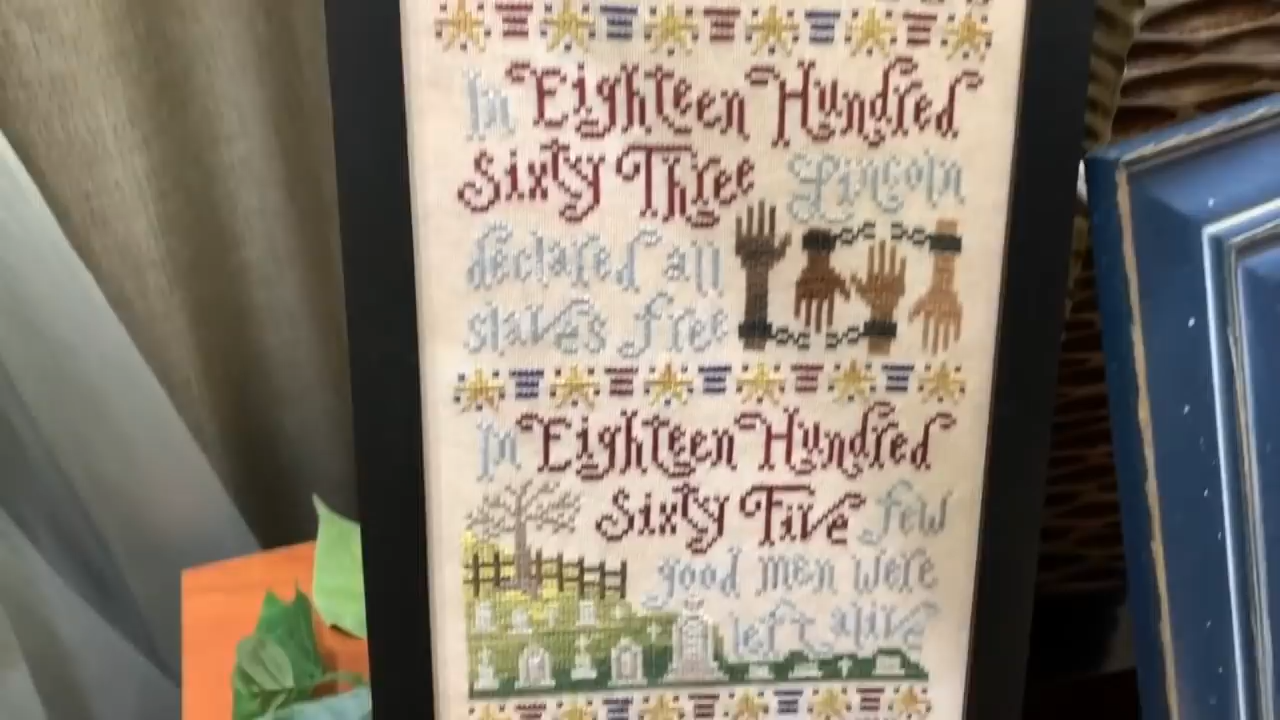 In Eighteen Hundred
Sixty Three Lincoln
declared all
slaves free
In Eighteen Hundred
Sixty Five few
good men were
left alive